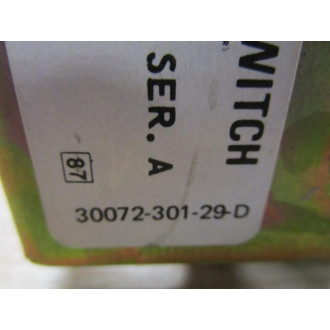 WITCH
SER. A
87
30072-301-29-D